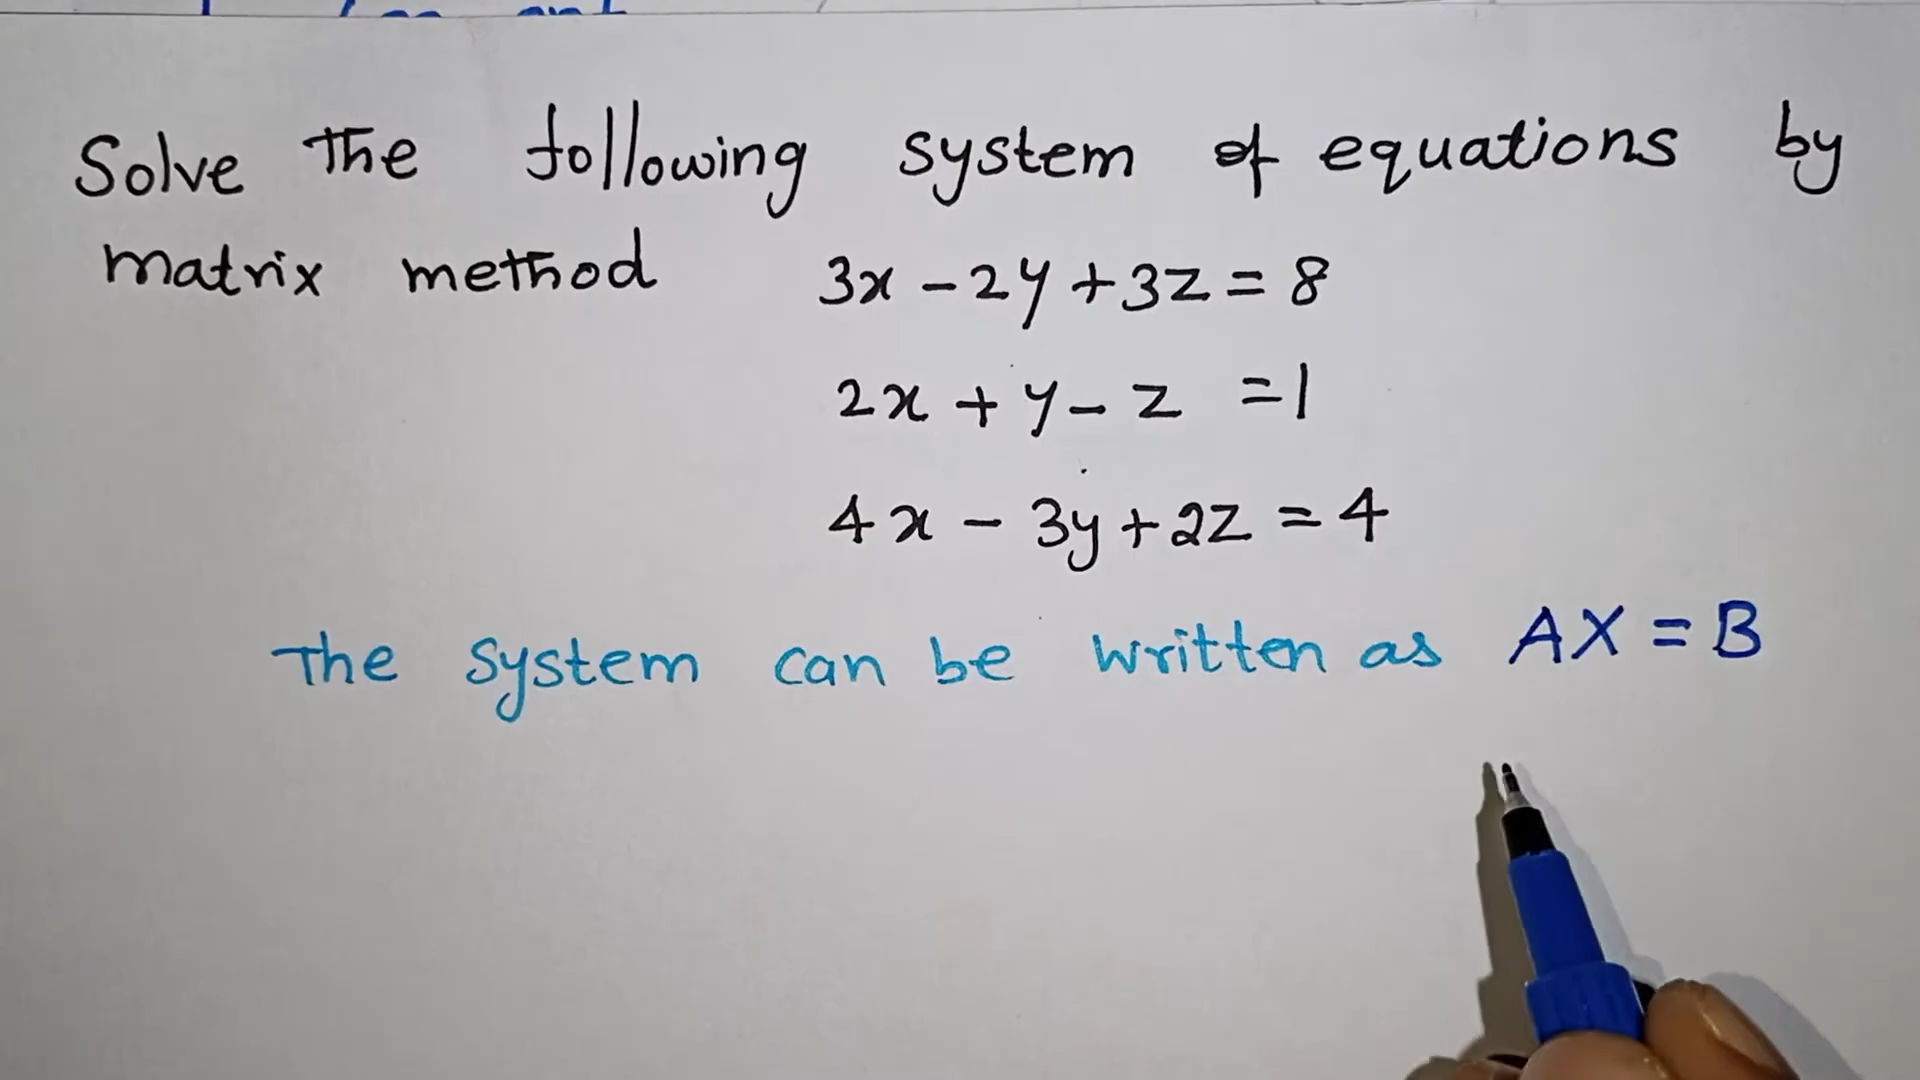 Solve the following system of equations by
matrix method 3x - 2y + 3z = 8
2x + y - z = 1
4x - 3y + 2z = 4
The system can be written as AX = B